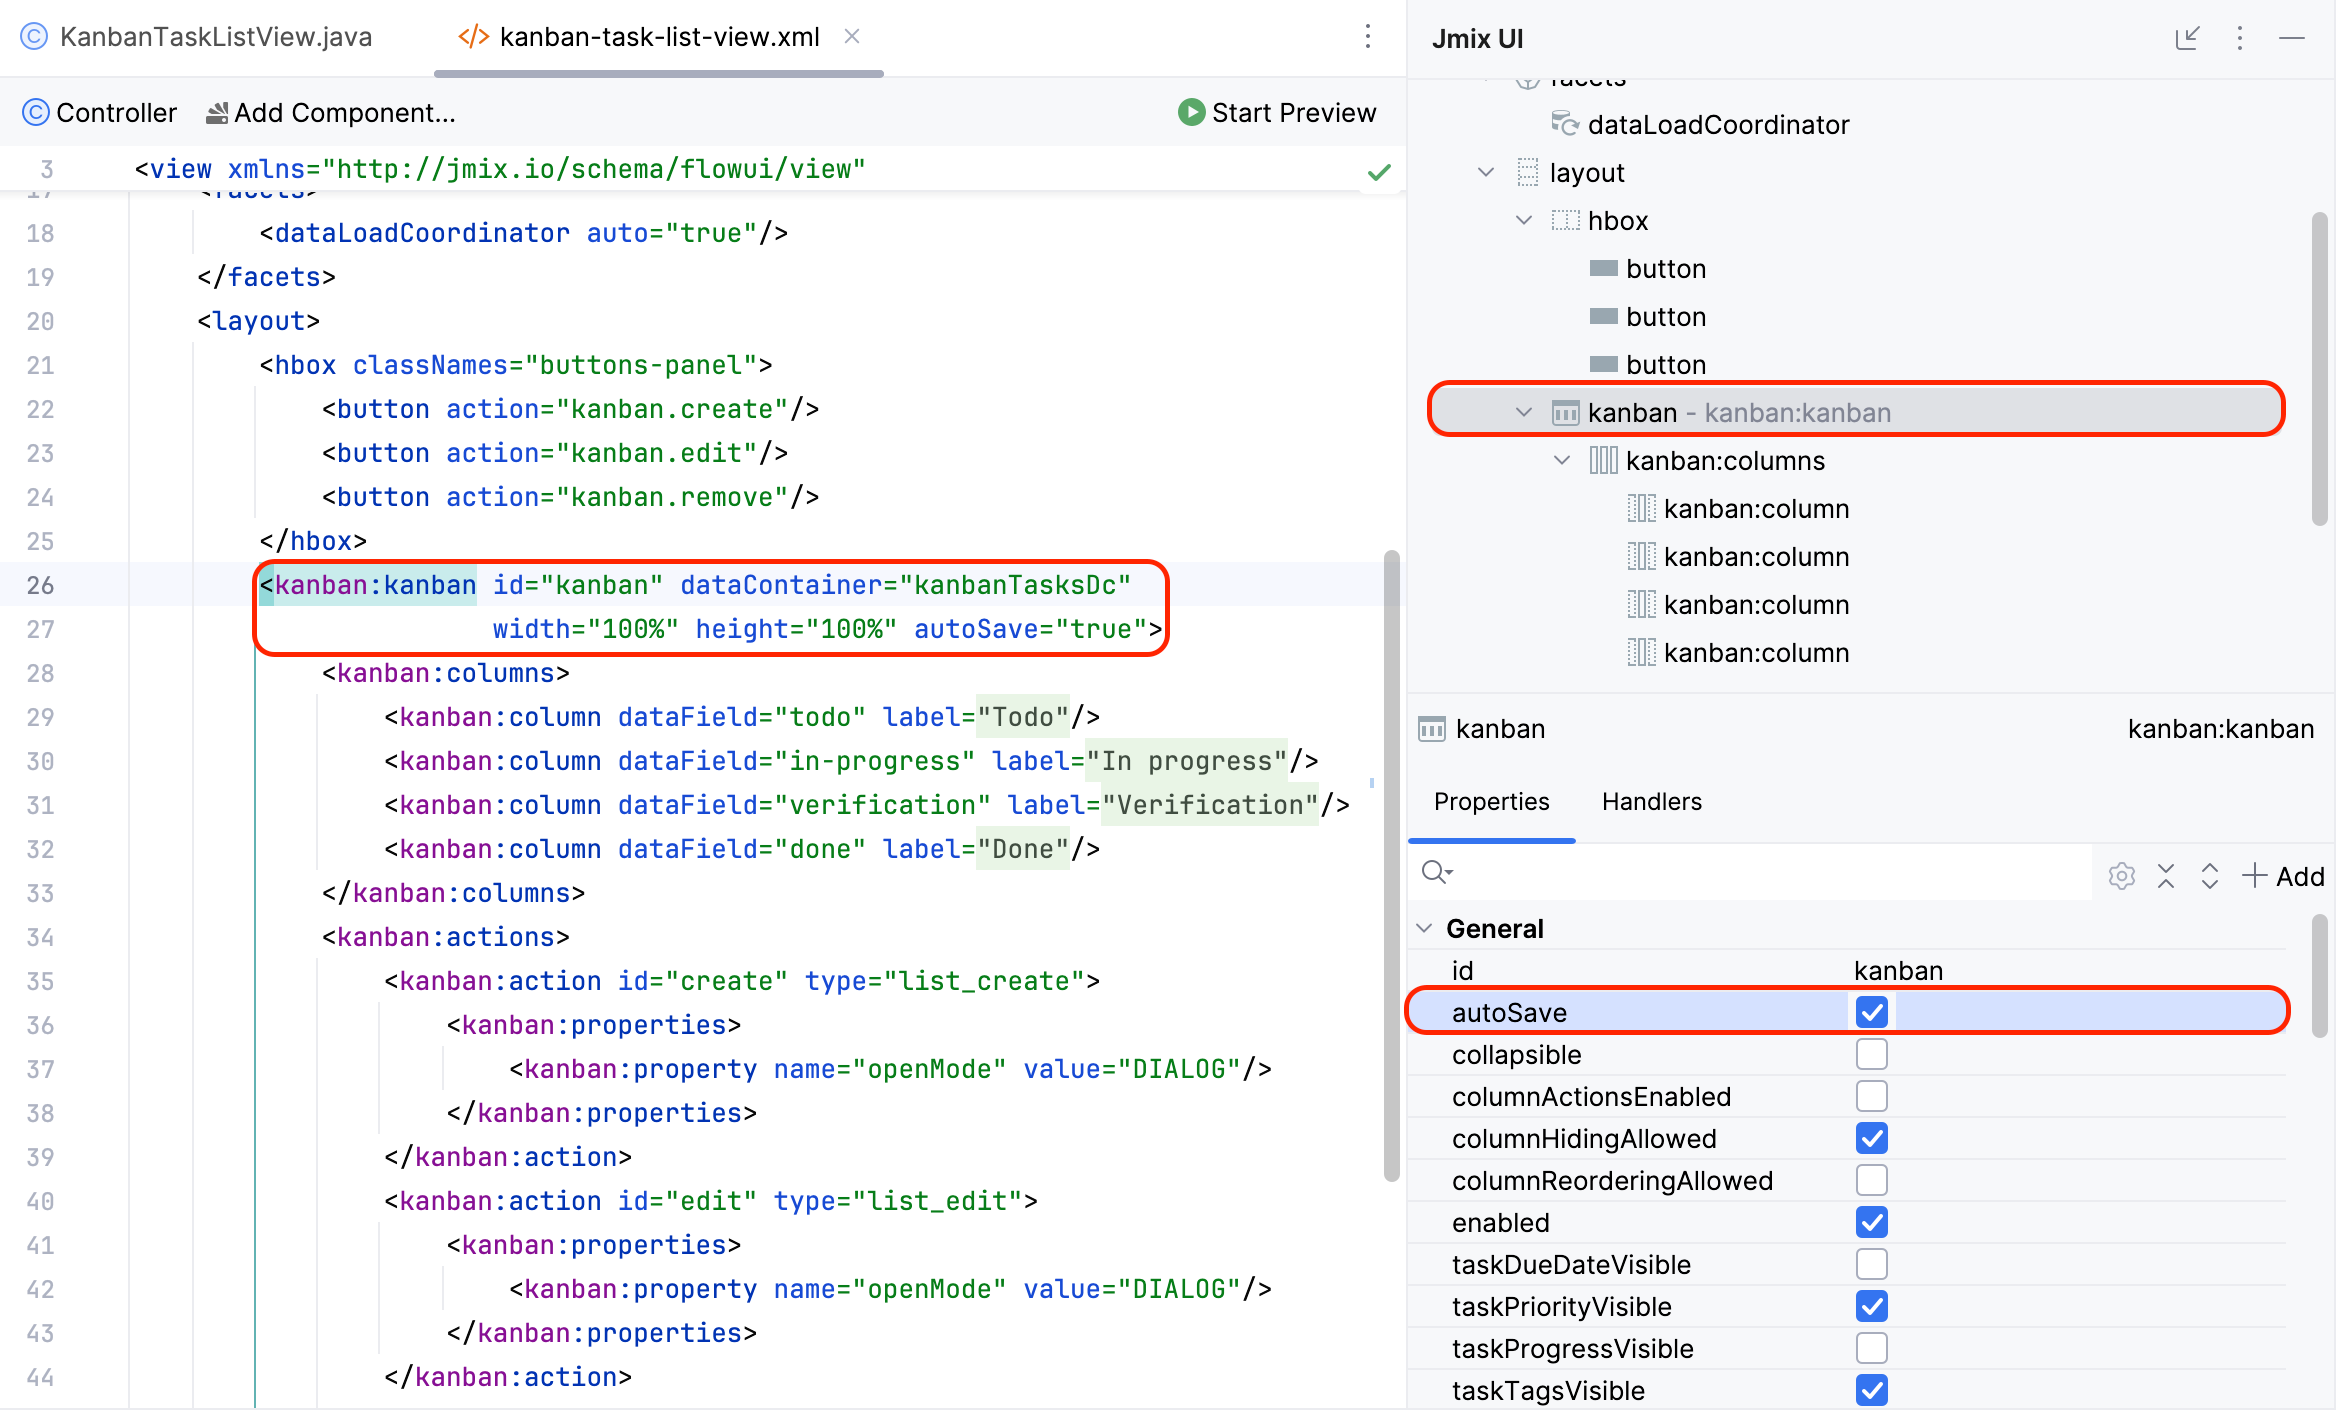 KanbanTaskListView.java
kanban-task-list-view.xml
Controller
Add Component...
Start Preview
3 <view xmlns="http://jmix.io/schema/flowui/view"
17 <facets>
18 <dataLoadCoordinator auto="true"/>
19 </facets>
20 <layout>
21 <hbox classNames="buttons-panel">
22 <button action="kanban.create"/>
23 <button action="kanban.edit"/>
24 <button action="kanban.remove"/>
25 </hbox>
26 <kanban:kanban id="kanban" dataContainer="kanbanTasksDc"
27 width="100%" height="100%" autoSave="true">
28 <kanban:columns>
29 <kanban:column dataField="todo" label="Todo"/>
30 <kanban:column dataField="in-progress" label="In progress"/>
31 <kanban:column dataField="verification" label="Verification"/>
32 <kanban:column dataField="done" label="Done"/>
33 </kanban:columns>
34 <kanban:actions>
35 <kanban:action id="create" type="list_create">
36 <kanban:properties>
37 <kanban:property name="openMode" value="DIALOG"/>
38 </kanban:properties>
39 </kanban:action>
40 <kanban:action id="edit" type="list_edit">
41 <kanban:properties>
42 <kanban:property name="openMode" value="DIALOG"/>
43 </kanban:properties>
44 </kanban:action>
Jmix UI
facets
dataLoadCoordinator
layout
hbox
button
button
button
kanban - kanban:kanban
kanban:columns
kanban:column
kanban:column
kanban:column
kanban:column
kanban kanban:kanban
Properties Handlers
Add
General
id kanban
autoSave
collapsible
columnActionsEnabled
columnHidingAllowed
columnReorderingAllowed
enabled
taskDueDateVisible
taskPriorityVisible
taskProgressVisible
taskTagsVisible